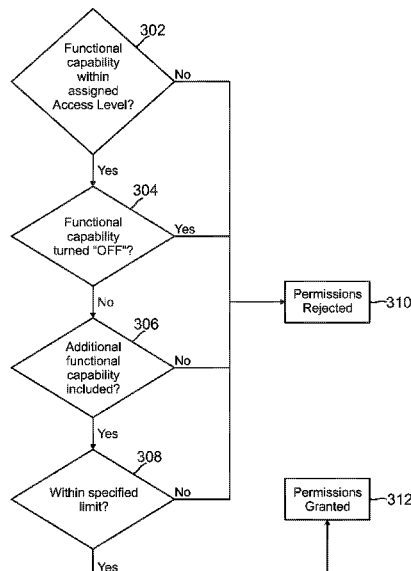 302
Functional
capability
within
assigned
Access Level?
No
Yes
304
Functional
capability
turned "OFF"?
Yes
No
306
Additional
functional
capability
included?
No
Yes
308
Within specified
limit?
No
Yes
Permissions
Rejected
310
Permissions
Granted
312